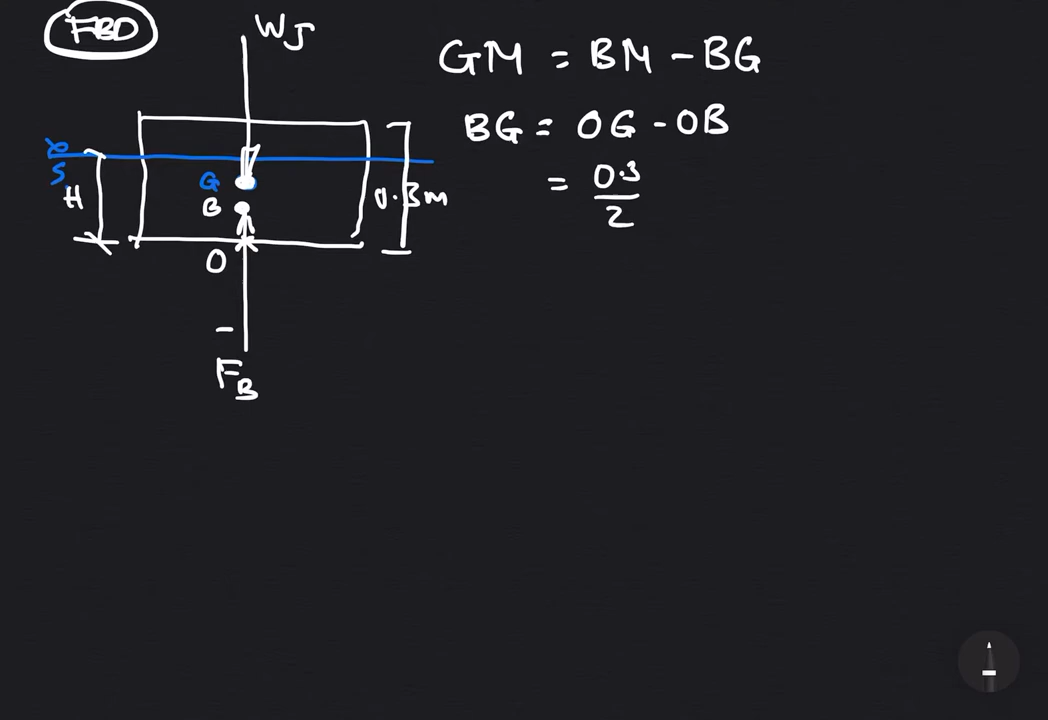 FBD
WJ
GM = BM - BG
BG = OG - OB
= 0.3/2
S
H
G
B
0.3m
O
FB